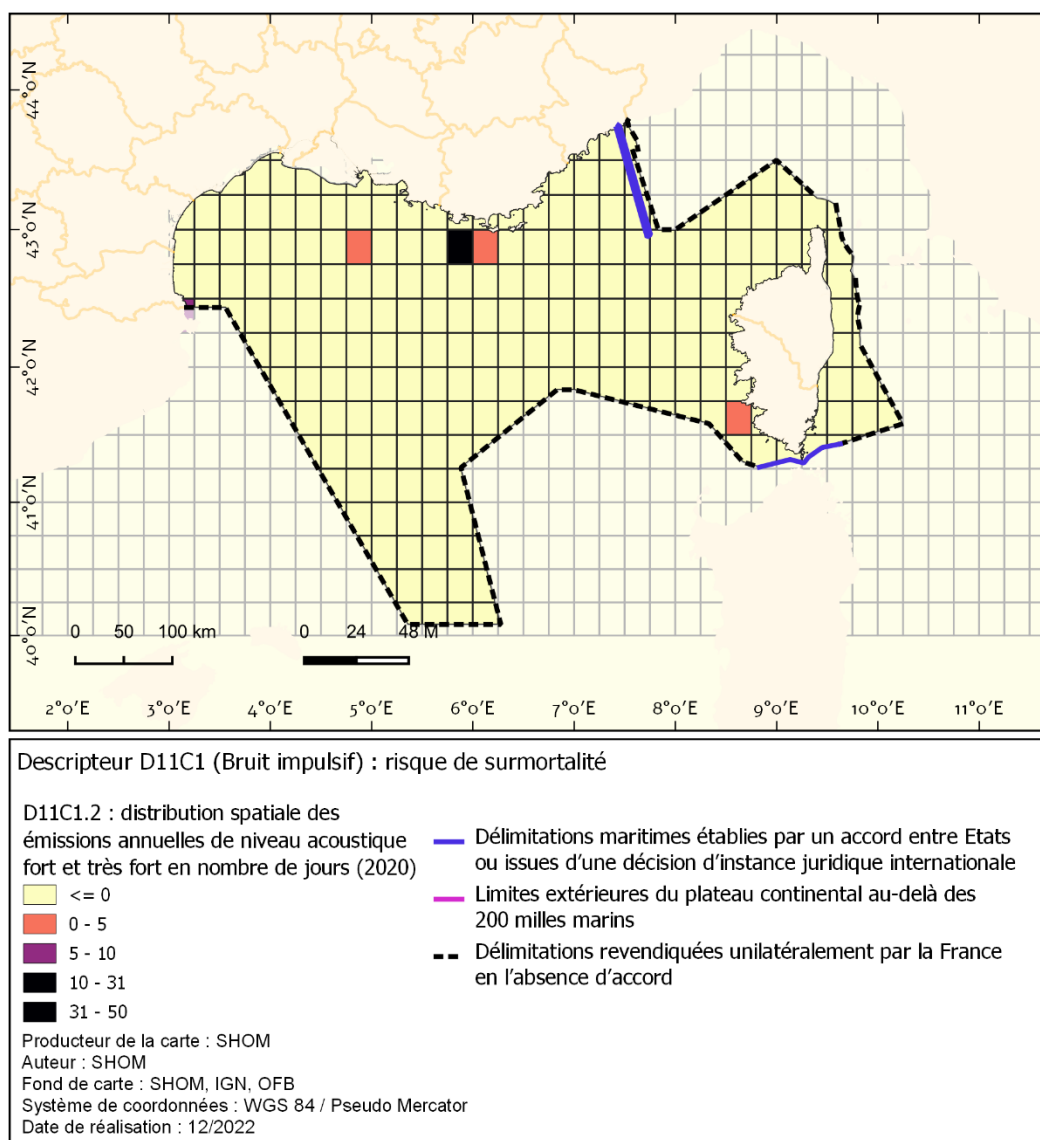 44°0'N
43°0'N
42°0'N
41°0'N
40°0'N
0 50 100 km
0 24 48 M
2°0'E 3°0'E 4°0'E 5°0'E 6°0'E 7°0'E 8°0'E 9°0'E 10°0'E 11°0'E
Descripteur D11C1 (Bruit impulsif) : risque de surmortalité
D11C1.2 : distribution spatiale des
émissions annuelles de niveau acoustique
fort et très fort en nombre de jours (2020)
<= 0
0 - 5
5 - 10
10 - 31
31 - 50
Délimitations maritimes établies par un accord entre Etats
ou issues d'une décision d'instance juridique internationale
Limites extérieures du plateau continental au-delà des
200 milles marins
Délimitations revendiquées unilatéralement par la France
en l'absence d'accord
Producteur de la carte : SHOM
Auteur : SHOM
Fond de carte : SHOM, IGN, OFB
Système de coordonnées : WGS 84 / Pseudo Mercator
Date de réalisation : 12/2022